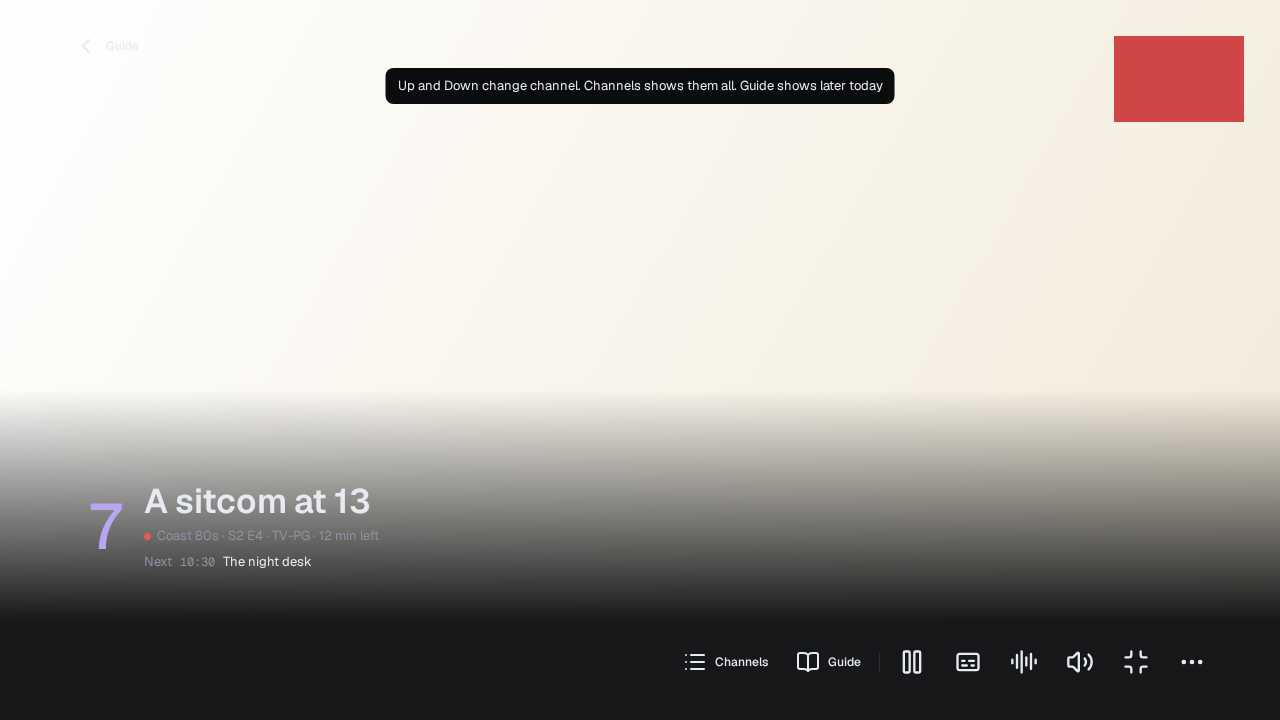 Guide
Up and Down change channel. Channels shows them all. Guide shows later today
7
A sitcom at 13
Coast 80s · S2 E4 · TV-PG · 12 min left
Next 10:30 The night desk
Channels
Guide